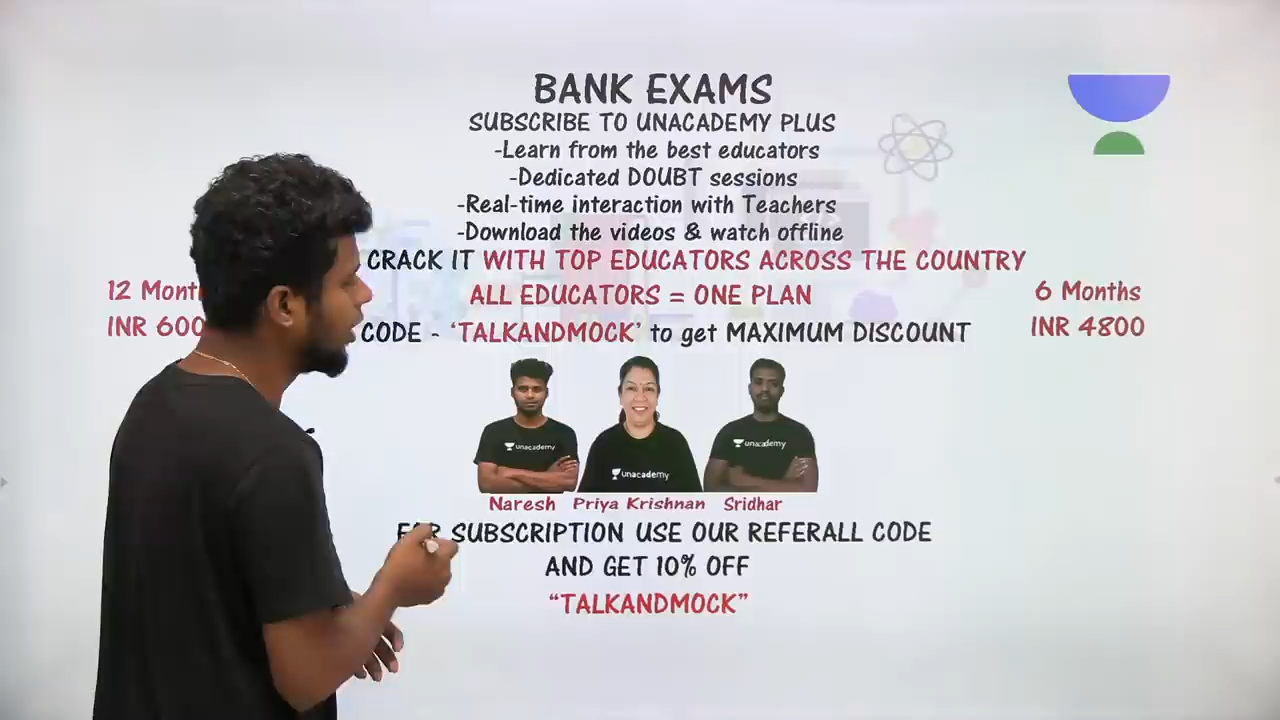 BANK EXAMS
SUBSCRIBE TO UNACADEMY PLUS
-Learn from the best educators
-Dedicated DOUBT sessions
-Real-time interaction with Teachers
-Download the videos & watch offline
CRACK IT WITH TOP EDUCATORS ACROSS THE COUNTRY
12
ALL EDUCATORS = ONE PLAN
6 Months
INR
CODE - ‘TALKANDMOCK’ to get MAXIMUM DISCOUNT
INR 4800
unacademy
unacademy
unacademy
Naresh Priya Krishnan Sridhar
SUBSCRIPTION USE OUR REFERALL CODE
AND GET 10% OFF
“TALKANDMOCK”